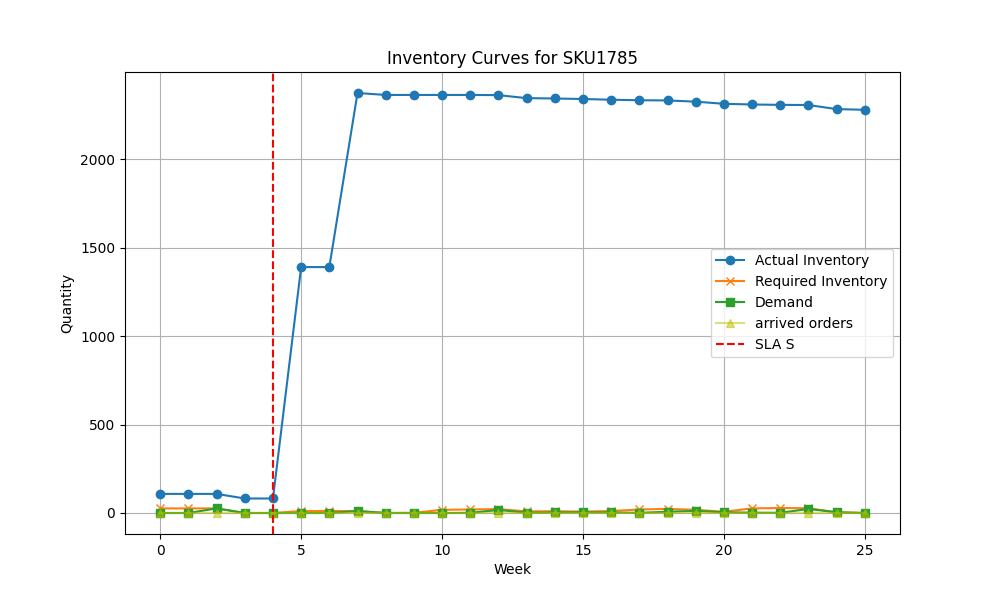 Inventory Curves for SKU1785
Quantity
2000
1500
1000
500
0
Actual Inventory
Required Inventory
Demand
arrived orders
SLA S
0 5 10 15 20 25
Week